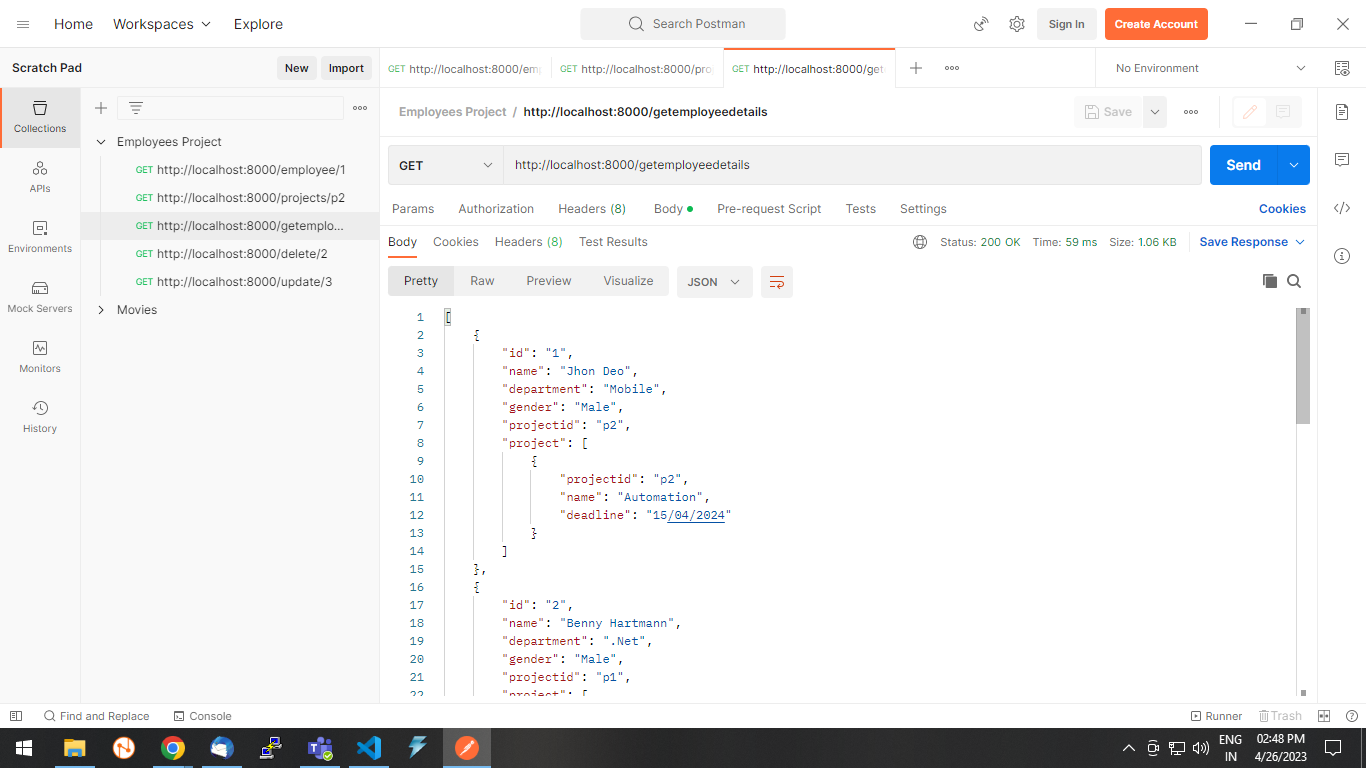 Home Workspaces Explore Search Postman Sign In Create Account
Scratch Pad New Import
GET http://localhost:8000/emp GET http://localhost:8000/pro GET http://localhost:8000/get No Environment
Collections
APIs
Environments
Mock Servers
Monitors
History
Employees Project
GET http://localhost:8000/employee/1
GET http://localhost:8000/projects/p2
GET http://localhost:8000/getemplo...
GET http://localhost:8000/delete/2
GET http://localhost:8000/update/3
Movies
Employees Project / http://localhost:8000/getemployeedetails Save
GET http://localhost:8000/getemployeedetails Send
Params Authorization Headers (8) Body Pre-request Script Tests Settings Cookies
Body Cookies Headers (8) Test Results Status: 200 OK Time: 59 ms Size: 1.06 KB Save Response
Pretty Raw Preview Visualize JSON
1 [
2 {
3 "id": "1",
4 "name": "Jhon Deo",
5 "department": "Mobile",
6 "gender": "Male",
7 "projectid": "p2",
8 "project": [
9 {
10 "projectid": "p2",
11 "name": "Automation",
12 "deadline": "15/04/2024"
13 }
14 ]
15 },
16 {
17 "id": "2",
18 "name": "Benny Hartmann",
19 "department": ".Net",
20 "gender": "Male",
21 "projectid": "p1",
22 "project": [
Find and Replace Console Runner Trash
ENG 02:48 PM
IN 4/26/2023